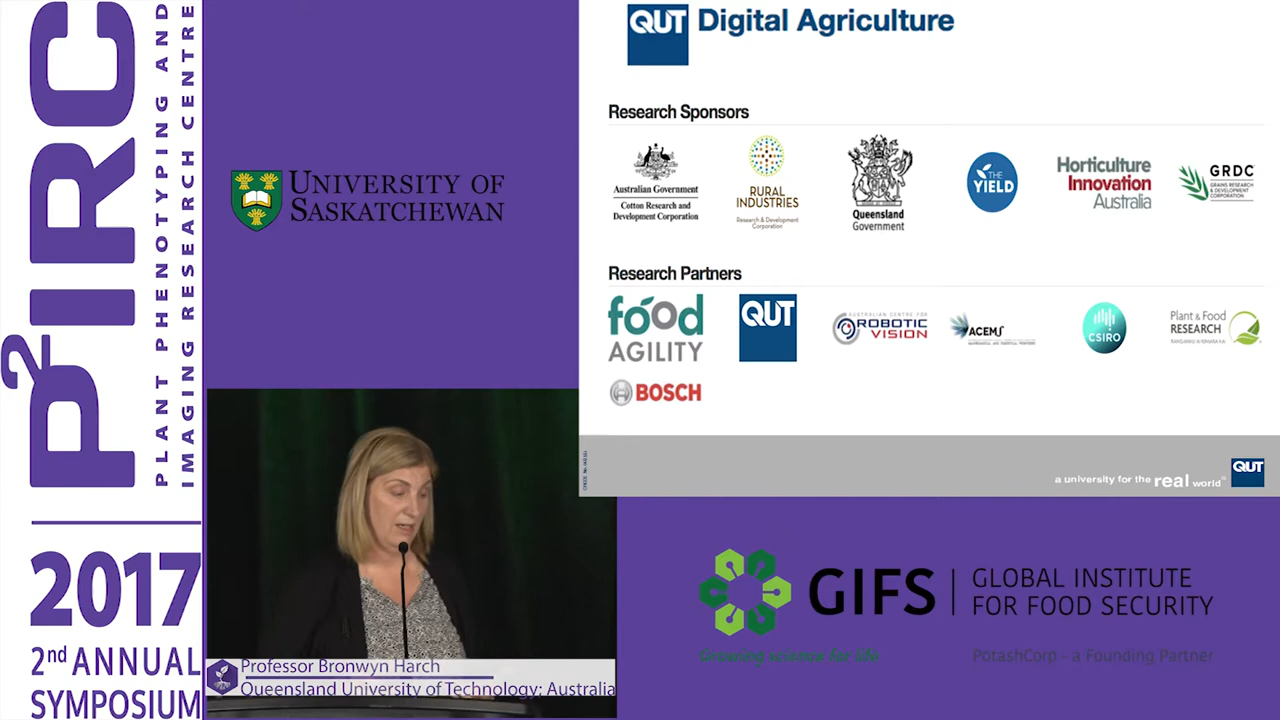 P²IRC
PLANT PHENOTYPING AND
IMAGING RESEARCH CENTRE
2017
2nd ANNUAL
SYMPOSIUM
UNIVERSITY OF
SASKATCHEWAN
QUT
Digital Agriculture
Research Sponsors
Australian Government
Cotton Research and
Development Corporation
RURAL
INDUSTRIES
Research & Development
Corporation
Queensland
Government
THE
YIELD
Horticulture
Innovation
Australia
GRDC
GRAINS RESEARCH
& DEVELOPMENT
CORPORATION
Research Partners
food
AGILITY
QUT
AUSTRALIAN CENTRE FOR
ROBOTIC
VISION
ACEMS
CSIRO
Plant & Food
RESEARCH
BOSCH
a university for the real world
QUT
Professor Bronwyn Harch
Queensland University of Technology; Australia
GIFS
GLOBAL INSTITUTE
FOR FOOD SECURITY
Growing science for life
PotashCorp - a Founding Partner